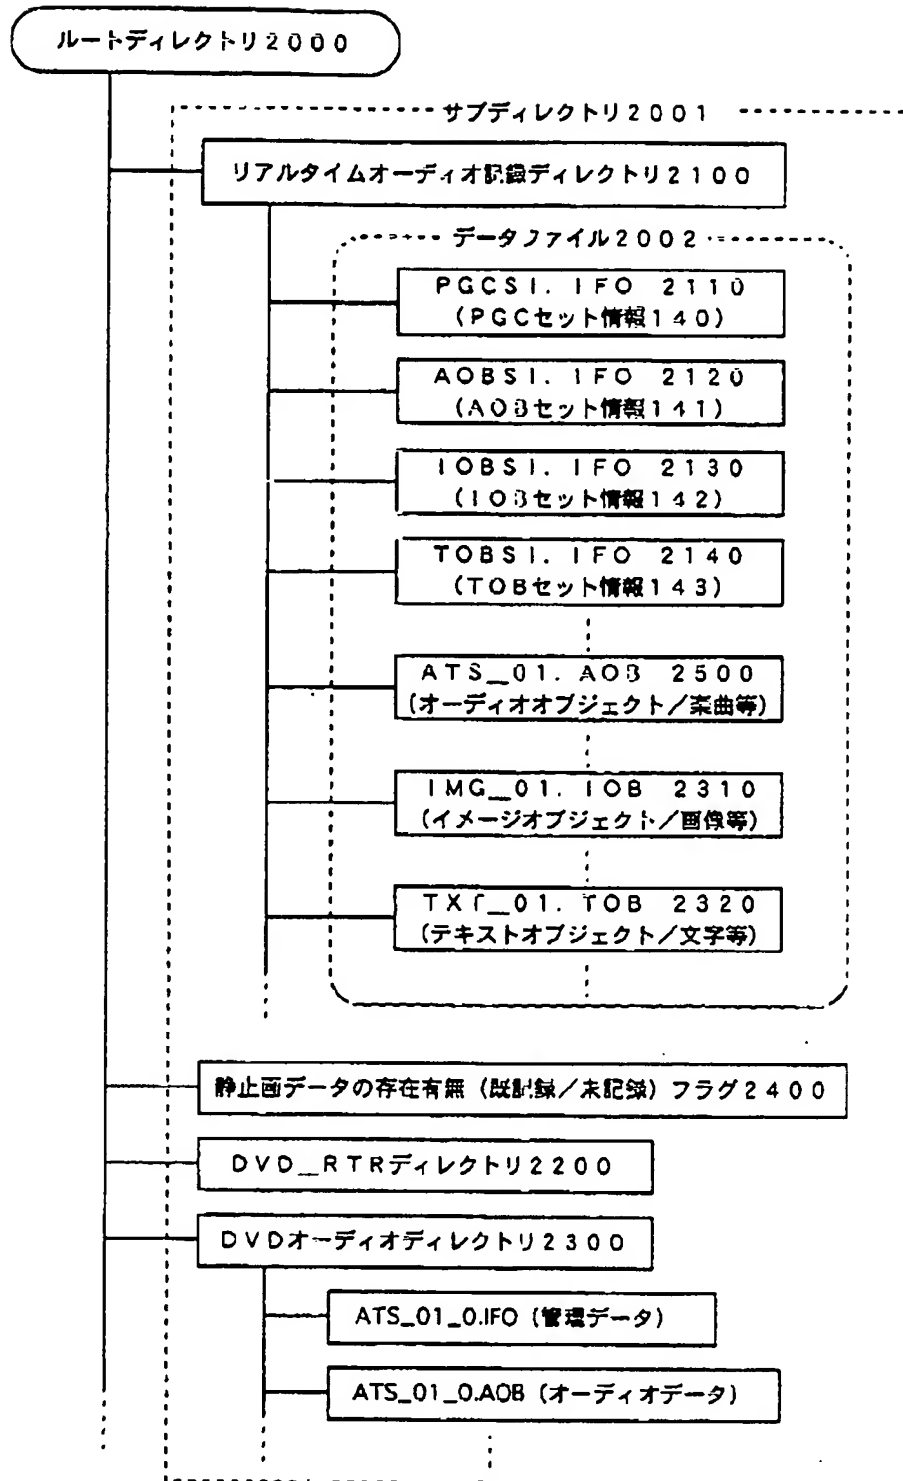 ルートディレクトリ2000
サブディレクトリ2001
リアルタイムオーディオ記録ディレクトリ2100
データファイル2002
PGCSI. IFO 2110
(PGCセット情報140)
AOBSI. IFO 2120
(AOBセット情報141)
IOBSI. IFO 2130
(IOBセット情報142)
TOBSI. IFO 2140
(TOBセット情報143)
ATS_01. AOB 2500
(オーディオオブジェクト/楽曲等)
IMG_01. IOB 2310
(イメージオブジェクト/画像等)
TXT_01. TOB 2320
(テキストオブジェクト/文字等)
静止画データの存在有無(既記録/未記録)フラグ2400
DVD_RTRディレクトリ2200
DVDオーディオディレクトリ2300
ATS_01_0.IFO(管理データ)
ATS_01_0.AOB(オーディオデータ)